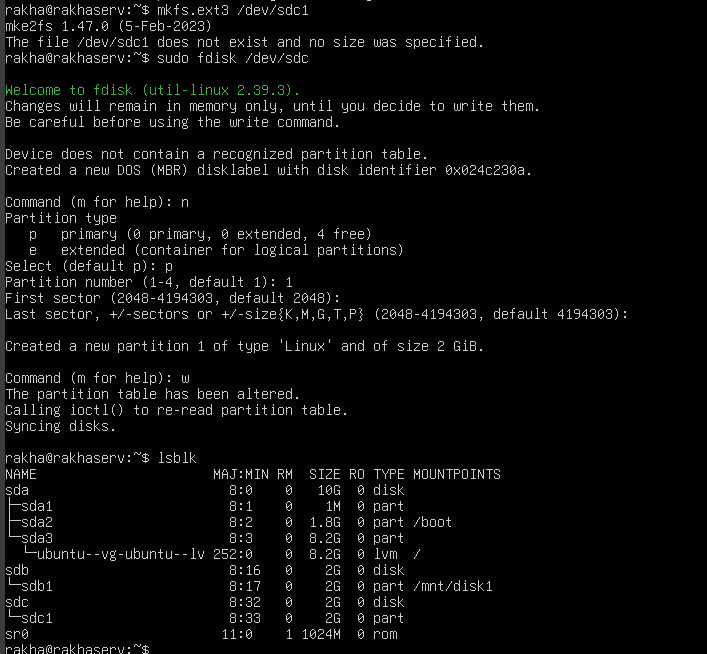 rakha@rakhaserv:~$ mkfs.ext3 /dev/sdc1
mke2fs 1.47.0 (5-Feb-2023)
The file /dev/sdc1 does not exist and no size was specified.
rakha@rakhaserv:~$ sudo fdisk /dev/sdc

Welcome to fdisk (util-linux 2.39.3).
Changes will remain in memory only, until you decide to write them.
Be careful before using the write command.

Device does not contain a recognized partition table.
Created a new DOS (MBR) disklabel with disk identifier 0x024c230a.

Command (m for help): n
Partition type
   p   primary (0 primary, 0 extended, 4 free)
   e   extended (container for logical partitions)
Select (default p): p
Partition number (1-4, default 1): 1
First sector (2048-4194303, default 2048):
Last sector, +/-sectors or +/-size{K,M,G,T,P} (2048-4194303, default 4194303):

Created a new partition 1 of type 'Linux' and of size 2 GiB.

Command (m for help): w
The partition table has been altered.
Calling ioctl() to re-read partition table.
Syncing disks.

rakha@rakhaserv:~$ lsblk
NAME                      MAJ:MIN RM  SIZE RO TYPE MOUNTPOINTS
sda                         8:0    0   10G  0 disk
├─sda1                      8:1    0    1M  0 part
├─sda2                      8:2    0  1.8G  0 part /boot
└─sda3                      8:3    0  8.2G  0 part
  └─ubuntu--vg-ubuntu--lv 252:0    0  8.2G  0 lvm  /
sdb                         8:16   0    2G  0 disk
└─sdb1                      8:17   0    2G  0 part /mnt/disk1
sdc                         8:32   0    2G  0 disk
└─sdc1                      8:33   0    2G  0 part
sr0                        11:0    1 1024M  0 rom
rakha@rakhaserv:~$